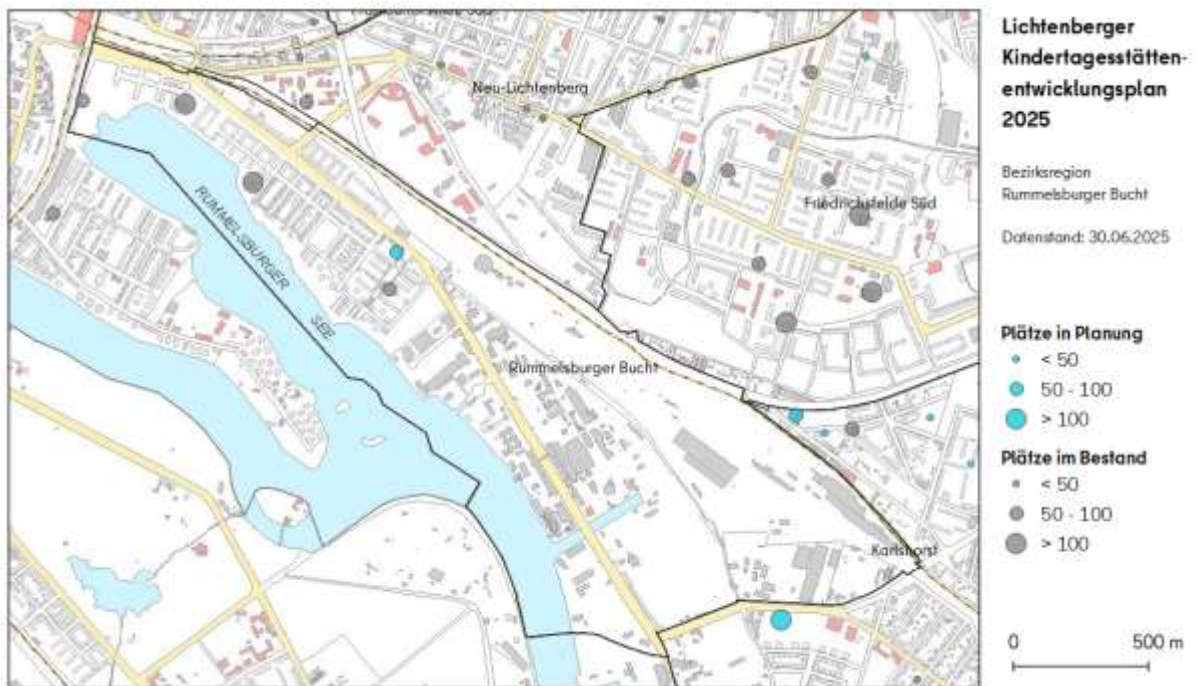 Lichtenberger
Kindertagesstätten-
entwicklungsplan
2025
Bezirksregion
Rummelsburger Bucht
Datenstand: 30.06.2025
Plätze in Planung
< 50
50 - 100
> 100
Plätze im Bestand
< 50
50 - 100
> 100
0 500 m
Neu-Lichtenberg
Friedrichsfelde Süd
RUMMELSBURGER
SEE
Rummelsburger Bucht
Karlshorst